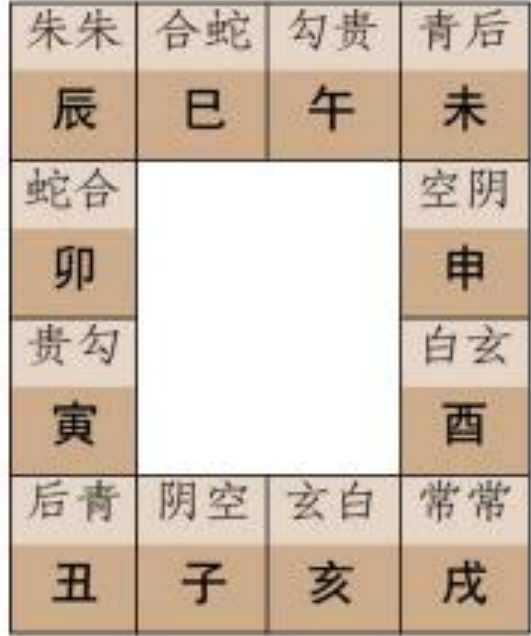 朱朱 合蛇 勾贵 青后
辰 巳 午 未
蛇合 空阴
卯 申
贵勾 白玄
寅 酉
后青 阴空 玄白 常常
丑 子 亥 戌